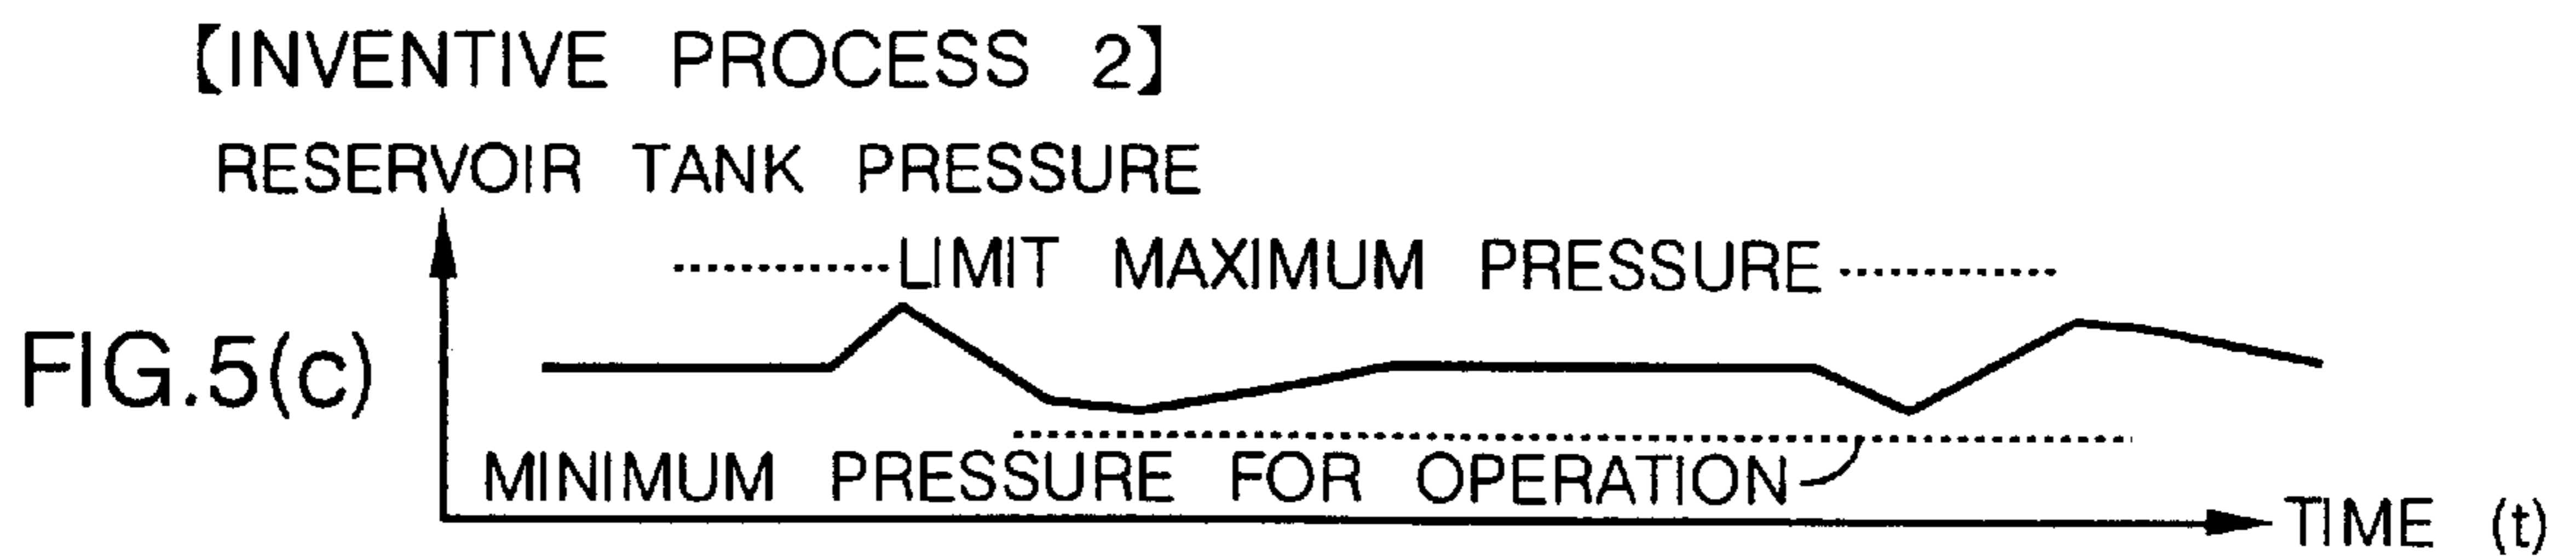 【INVENTIVE PROCESS 2】
RESERVOIR TANK PRESSURE
LIMIT MAXIMUM PRESSURE
FIG.5(c)
MINIMUM PRESSURE FOR OPERATION
TIME (t)